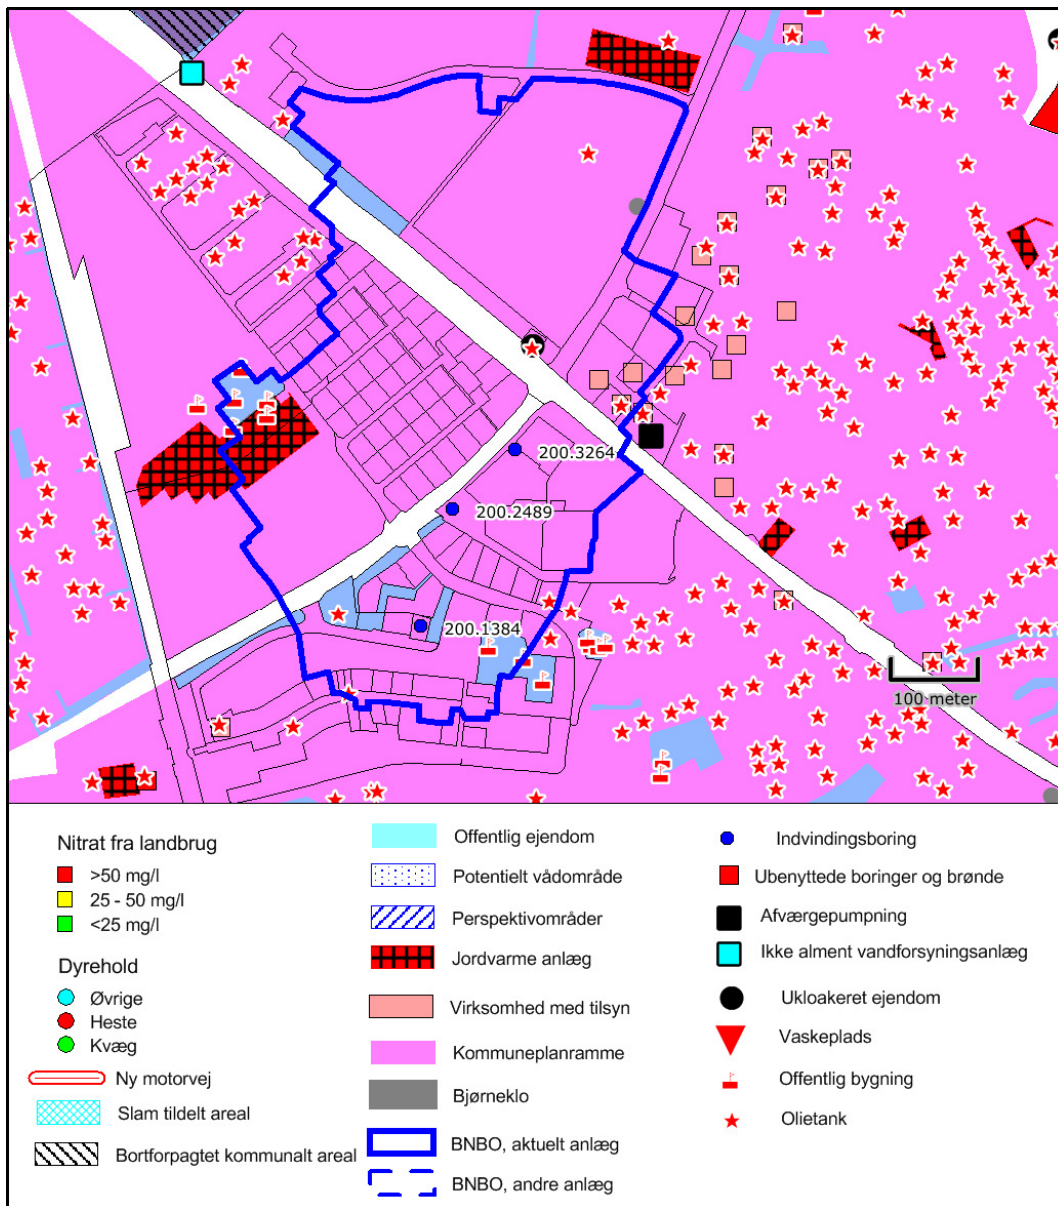 200.3264
200.2489
200.1384
100 meter
Nitrat fra landbrug
>50 mg/l
25 - 50 mg/l
<25 mg/l
Dyrehold
Øvrige
Heste
Kvæg
Ny motorvej
Slam tildelt areal
Bortforpagtet kommunalt areal
Offentlig ejendom
Potentielt vådområde
Perspektivområder
Jordvarme anlæg
Virksomhed med tilsyn
Kommuneplanramme
Bjørneklo
BNBO, aktuelt anlæg
BNBO, andre anlæg
Indvindingsboring
Ubenyttede boringer og brønde
Afværgepumpning
Ikke alment vandforsyningsanlæg
Ukloakeret ejendom
Vaskeplads
Offentlig bygning
Olietank